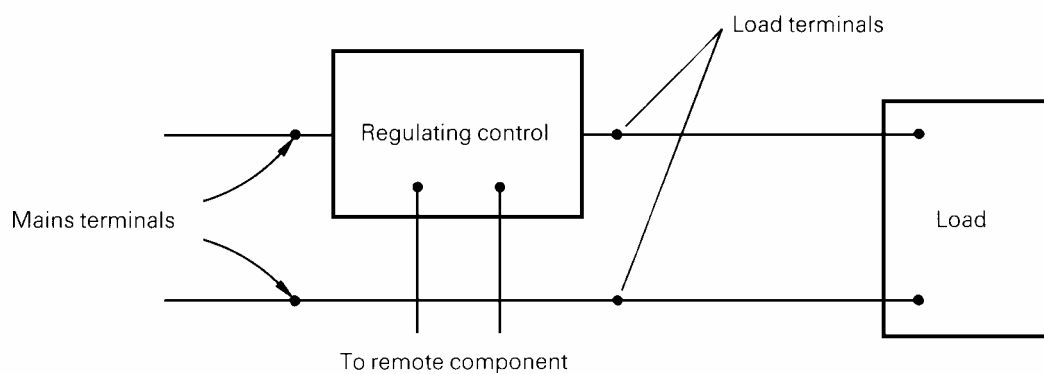 Load terminals
Regulating control
Mains terminals
Load
To remote component